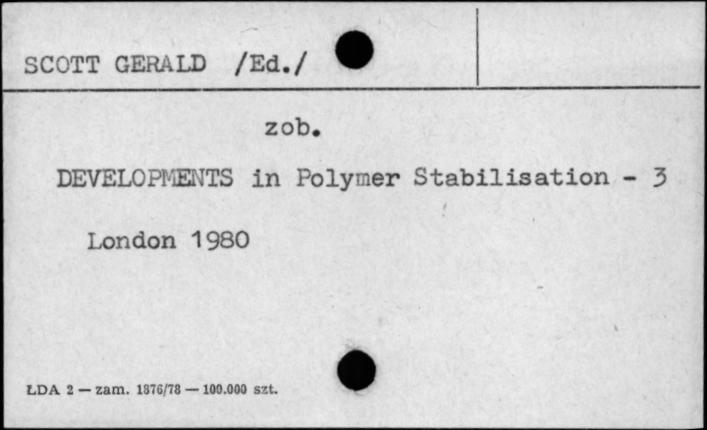 SCOTT GERALD /Ed./
zob.
DEVELOPMENTS in Polymer Stabilisation - 3
London 1980
ŁDA 2 — zam. 1876/78 — 100.000 szt.